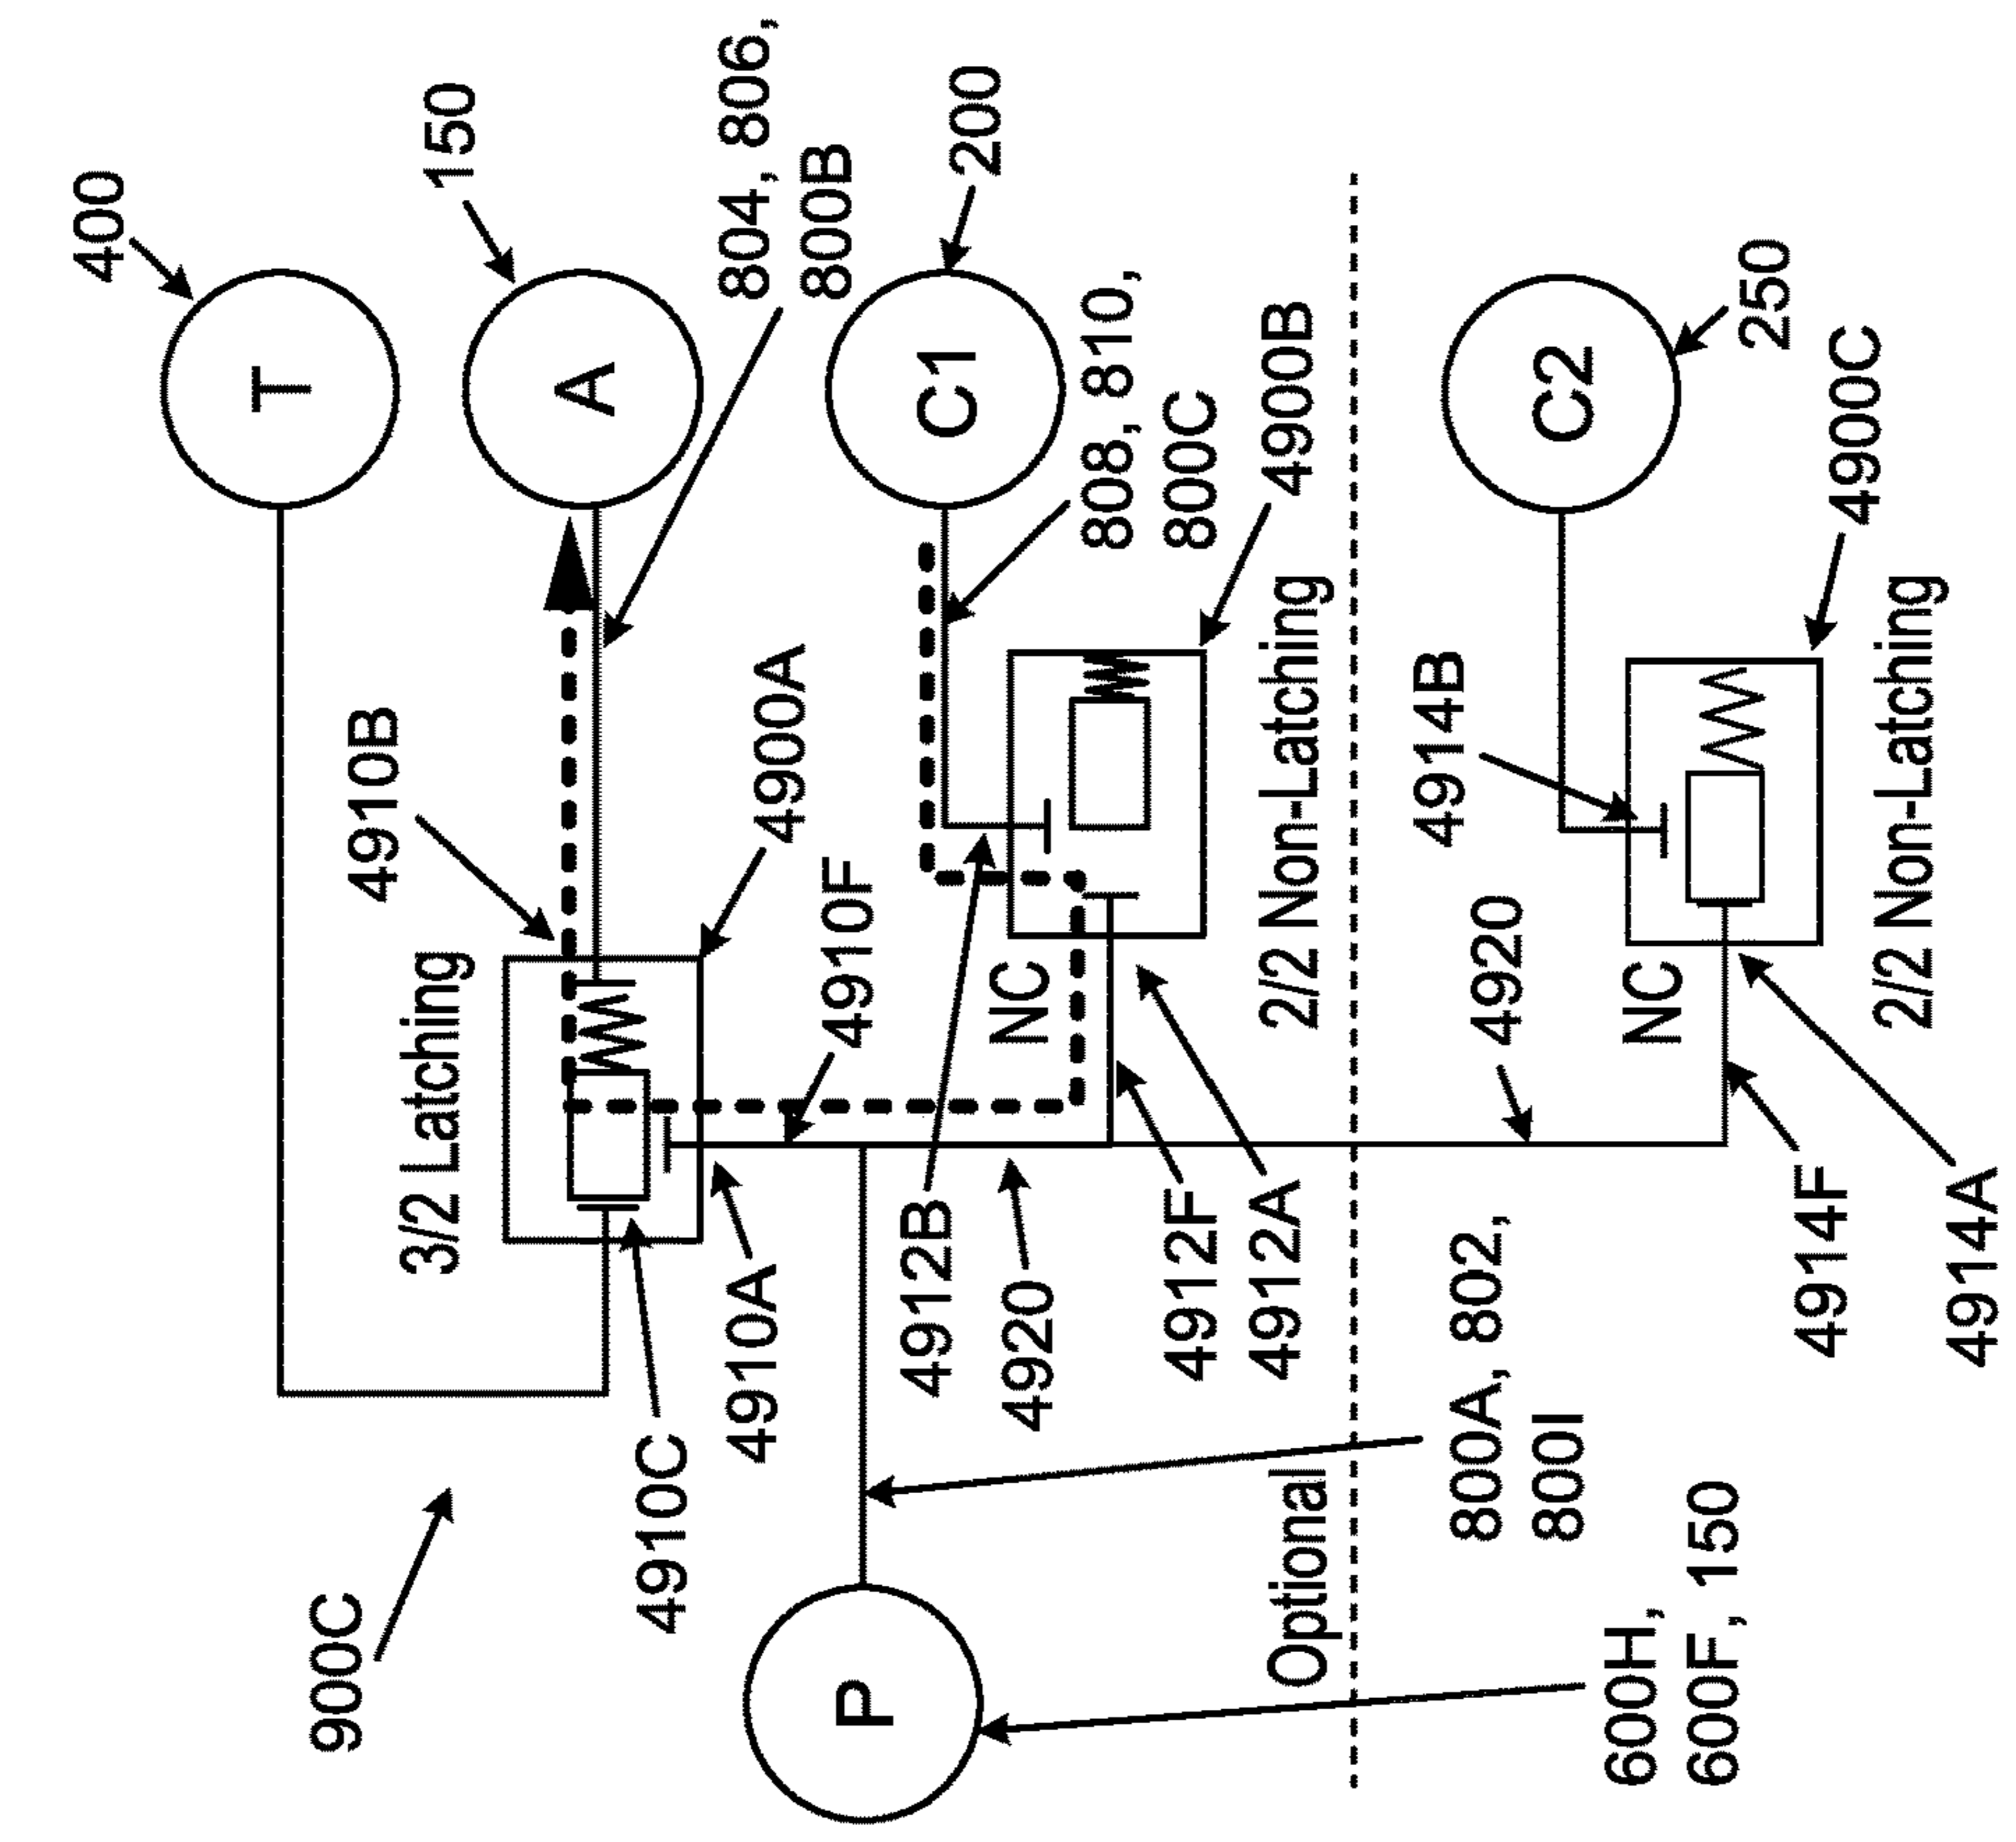 400
T
150
A
804, 806,
800B
200
C1
808, 810,
800C
4900B
2/2 Non-Latching
4910B
4900A
3/2 Latching
4910F
NC
4910C
4910A
4912B
4920
4912F
4912A
900C
P
Optional
800A, 802,
800I
600H,
600F, 150
C2
250
4900C
4914B
4920
NC
2/2 Non-Latching
4914F
4914A